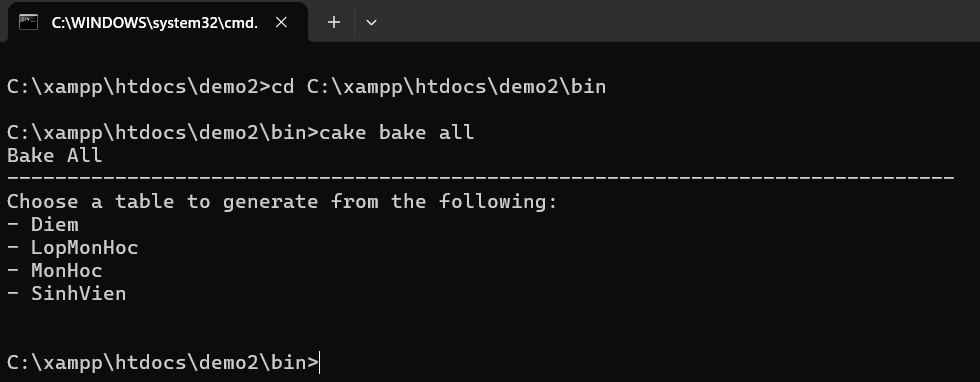 C:\WINDOWS\system32\cmd.
C:\xampp\htdocs\demo2>cd C:\xampp\htdocs\demo2\bin
C:\xampp\htdocs\demo2\bin>cake bake all
Bake All
-------------------------------------------------------------------------------
Choose a table to generate from the following:
- Diem
- LopMonHoc
- MonHoc
- SinhVien
C:\xampp\htdocs\demo2\bin>